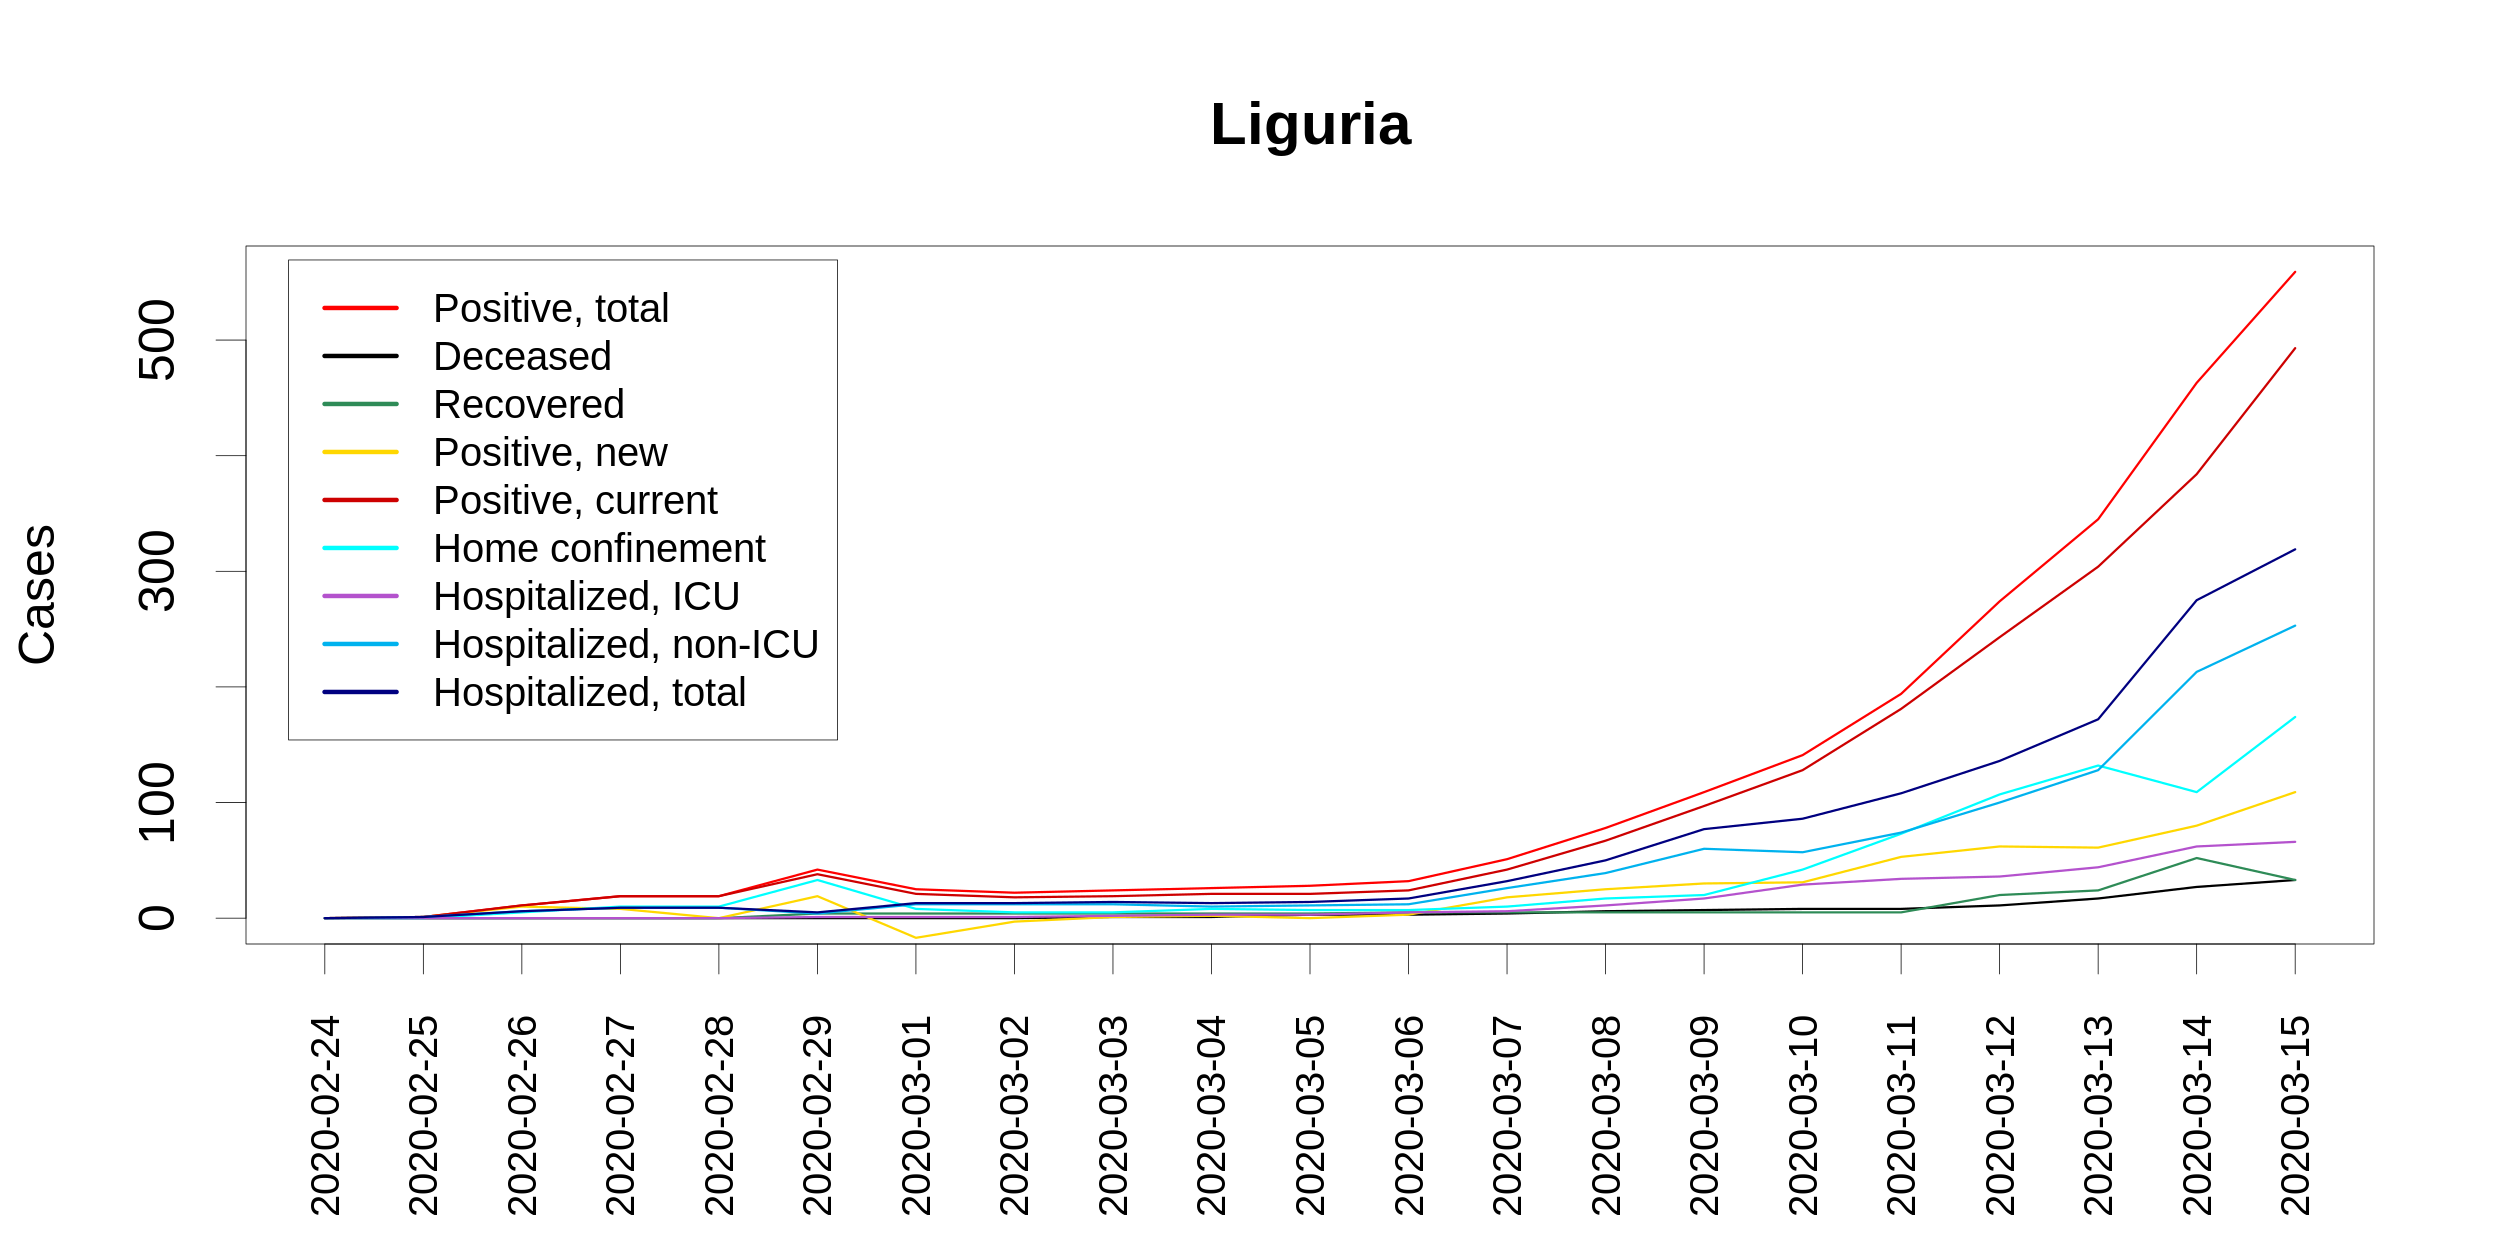 Liguria
Cases
500
300
100
0
Positive, total
Deceased
Recovered
Positive, new
Positive, current
Home confinement
Hospitalized, ICU
Hospitalized, non-ICU
Hospitalized, total
2020-02-24
2020-02-25
2020-02-26
2020-02-27
2020-02-28
2020-02-29
2020-03-01
2020-03-02
2020-03-03
2020-03-04
2020-03-05
2020-03-06
2020-03-07
2020-03-08
2020-03-09
2020-03-10
2020-03-11
2020-03-12
2020-03-13
2020-03-14
2020-03-15